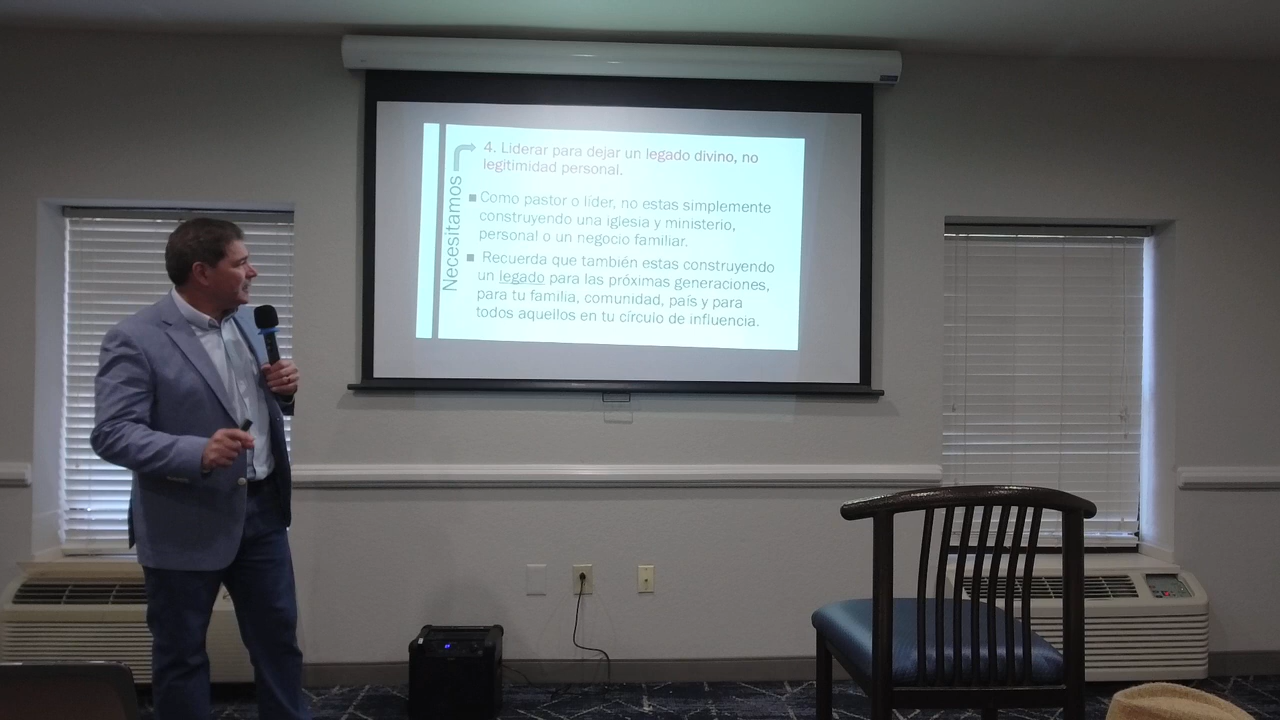 Necesitamos
4. Liderar para dejar un legado divino, no
legitimidad personal.
Como pastor o líder, no estas simplemente
construyendo una iglesia y ministerio,
personal o un negocio familiar.
Recuerda que también estas construyendo
un legado para las próximas generaciones,
para tu familia, comunidad, país y para
todos aquellos en tu círculo de influencia.